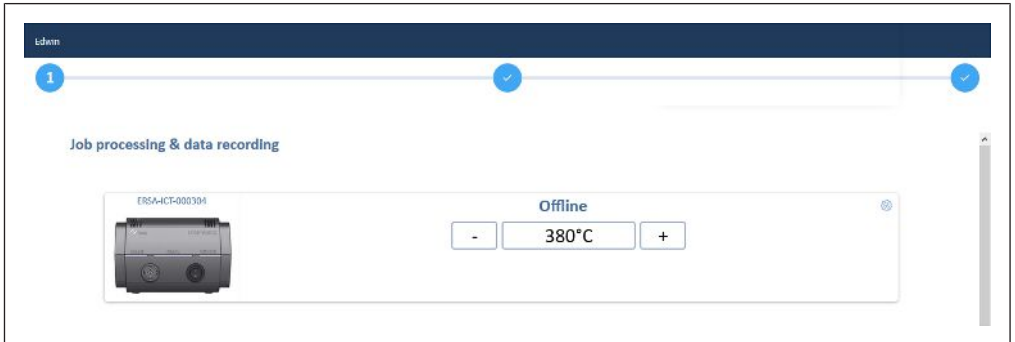 Edwin
1
Job processing & data recording
ERSA-ICT-000304
Offline
- 380°C +